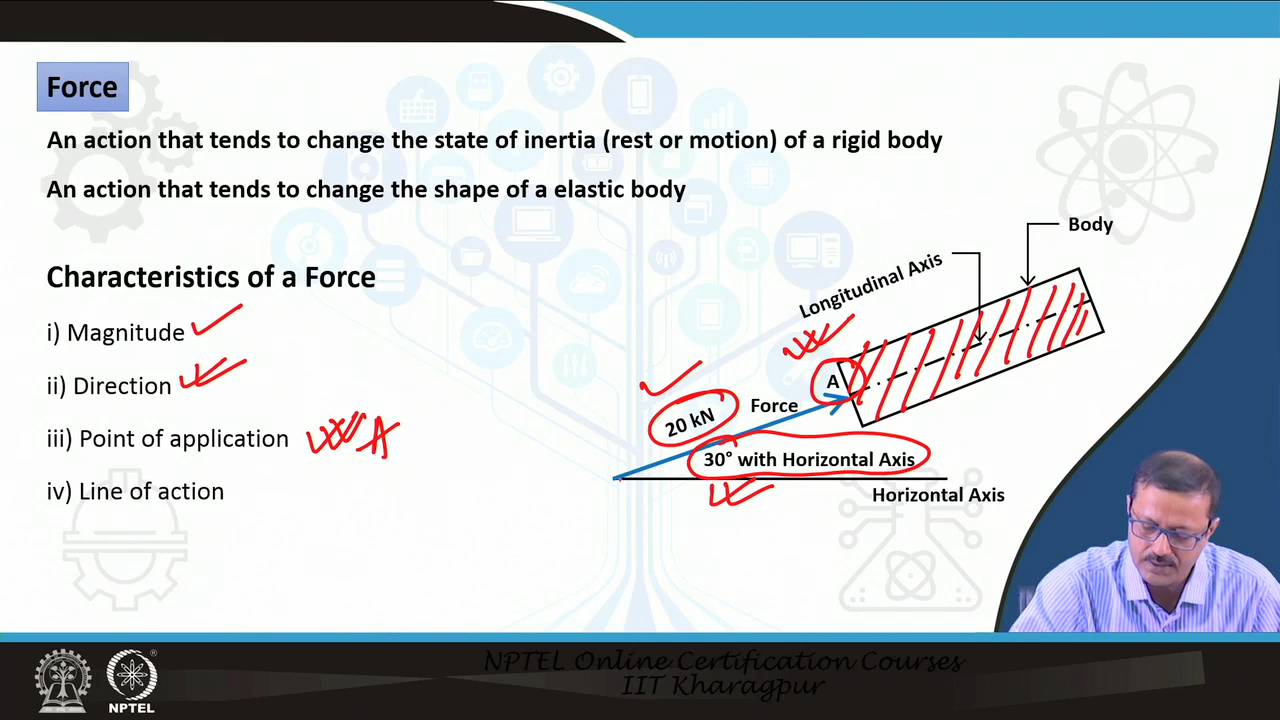 Force
An action that tends to change the state of inertia (rest or motion) of a rigid body
An action that tends to change the shape of a elastic body
Characteristics of a Force
i) Magnitude
ii) Direction
iii) Point of application A
iv) Line of action
Body
Longitudinal Axis
A
Force
20 kN
30° with Horizontal Axis
Horizontal Axis
NPTEL
NPTEL Online Certification Courses
IIT Kharagpur